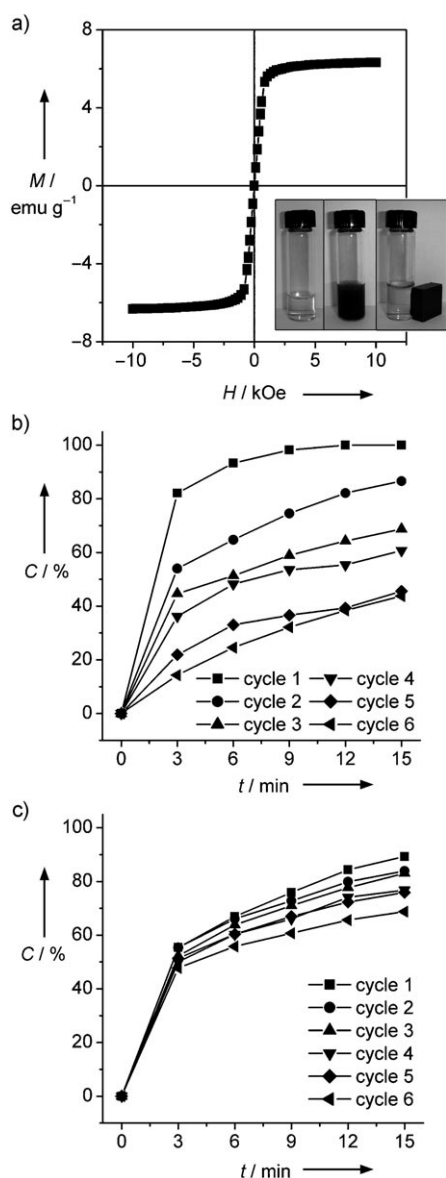 a)
8
4
0
−4
−8
M /
emu g⁻¹
−10
−5
0
5
10
H / kOe
b)
100
80
60
40
20
0
C / %
cycle 1
cycle 4
cycle 2
cycle 5
cycle 3
cycle 6
0
3
6
9
12
15
t / min
c)
100
80
60
40
20
0
C / %
cycle 1
cycle 2
cycle 3
cycle 4
cycle 5
cycle 6
0
3
6
9
12
15
t / min